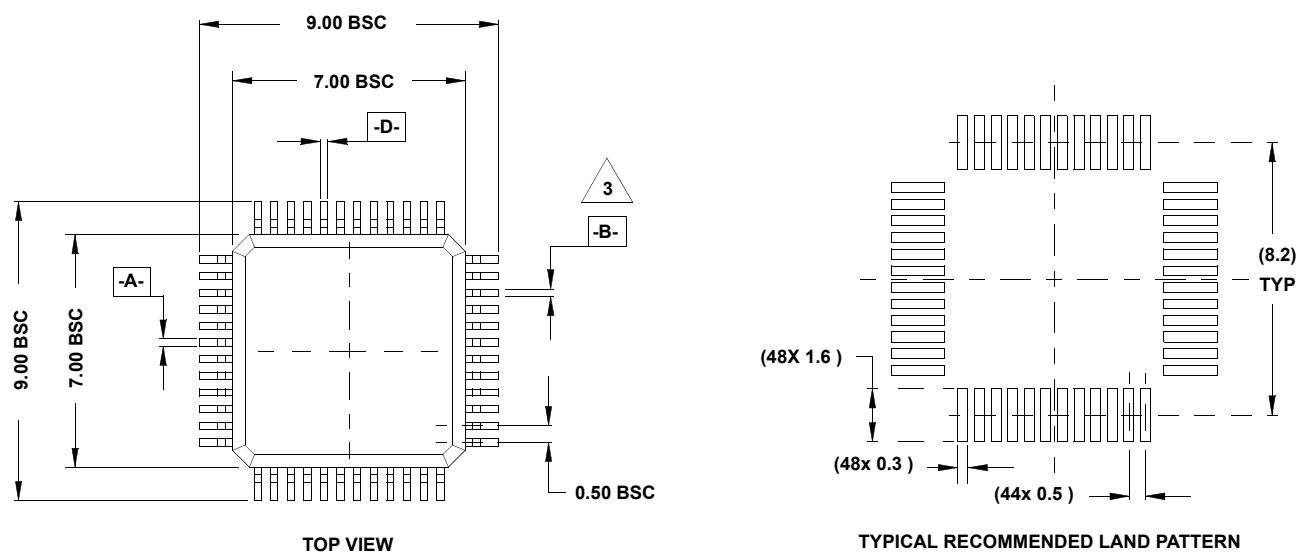 9.00 BSC
7.00 BSC
-D-
3
-B-
-A-
9.00 BSC
7.00 BSC
0.50 BSC
TOP VIEW
(8.2)
TYP
(48X 1.6 )
(48x 0.3 )
(44x 0.5 )
TYPICAL RECOMMENDED LAND PATTERN